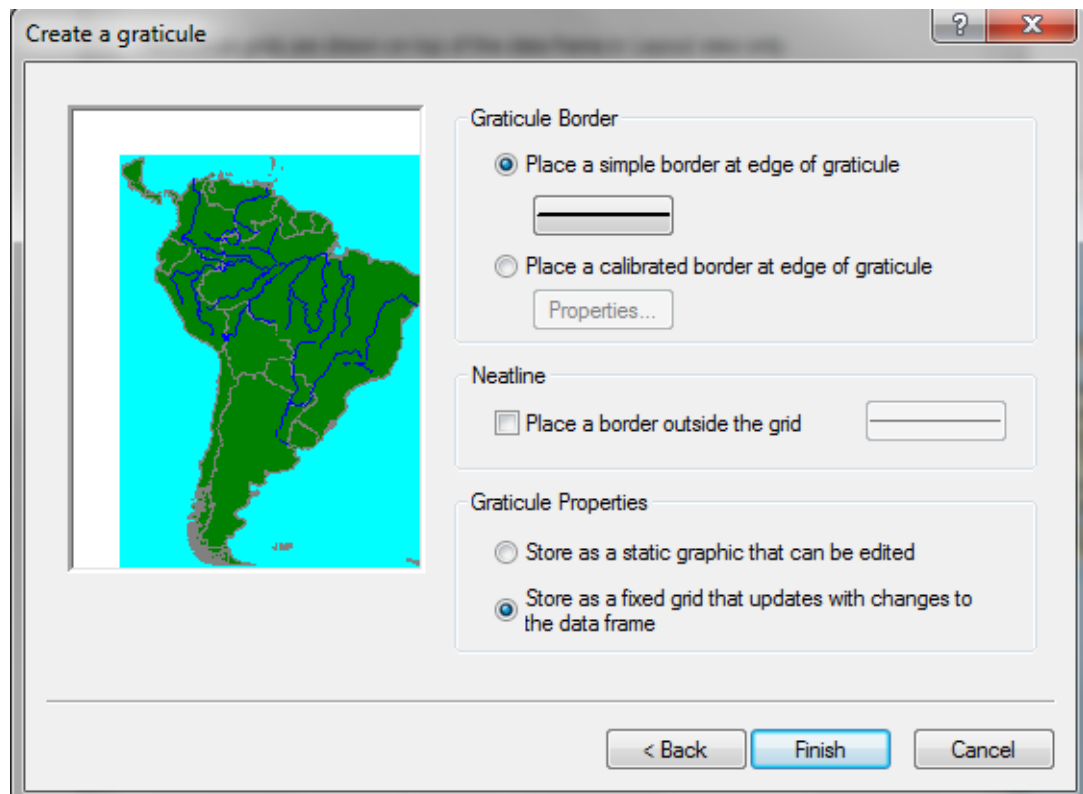 Create a graticule
Graticule Border
Place a simple border at edge of graticule
Place a calibrated border at edge of graticule
Properties...
Neatline
Place a border outside the grid
Graticule Properties
Store as a static graphic that can be edited
Store as a fixed grid that updates with changes to
the data frame
< Back
Finish
Cancel